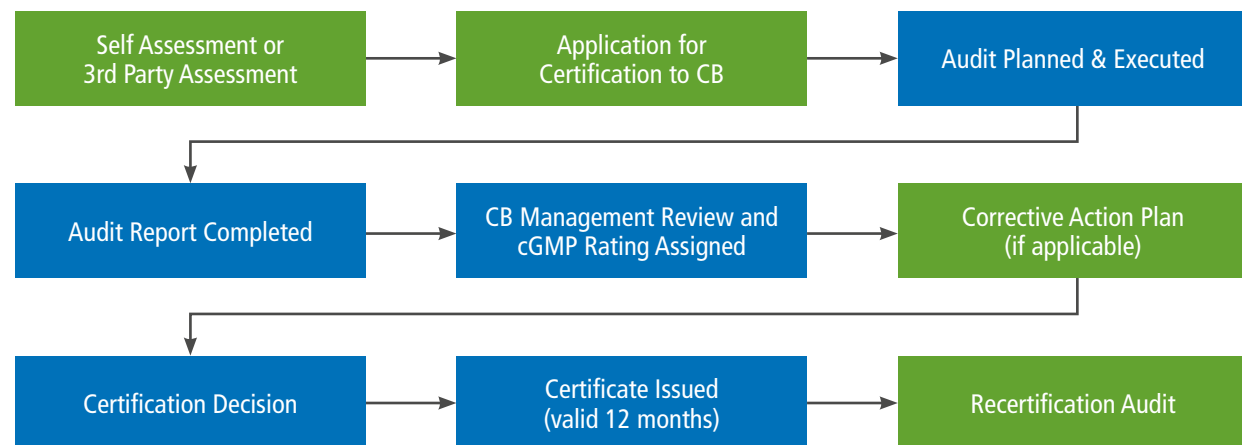 Self Assessment or
3rd Party Assessment
Application for
Certification to CB
Audit Planned & Executed
Audit Report Completed
CB Management Review and
cGMP Rating Assigned
Corrective Action Plan
(if applicable)
Certification Decision
Certificate Issued
(valid 12 months)
Recertification Audit